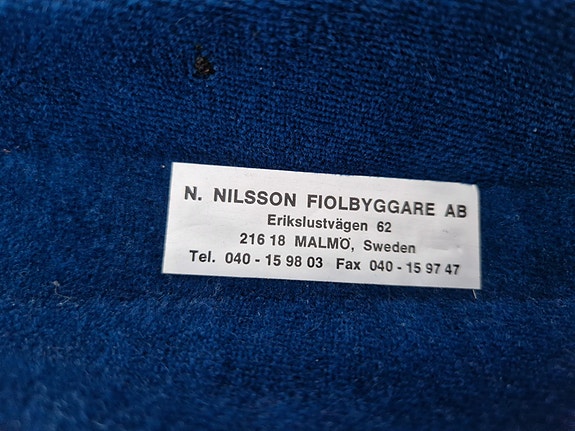 N. NILSSON FIOLBYGGARE AB
Erikslustvägen 62
216 18 MALMÖ, Sweden
Tel. 040 - 15 98 03 Fax 040 - 15 97 47